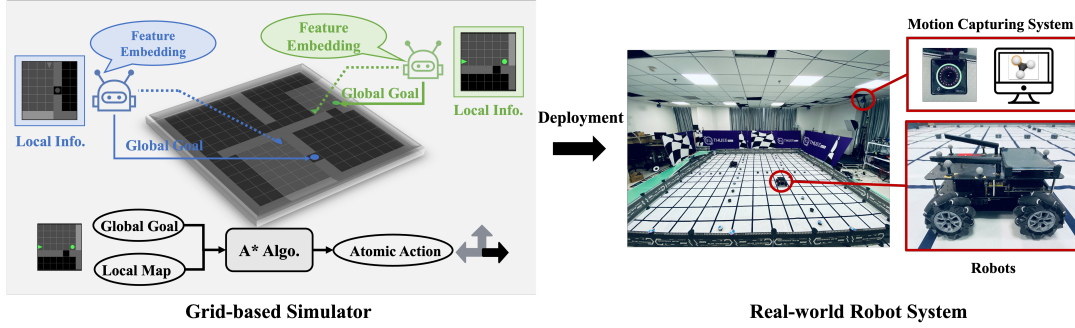 Feature
Embedding
Local Info.
Global Goal
Feature
Embedding
Global Goal
Local Info.
Global Goal
Local Map
A* Algo.
Atomic Action
Grid-based Simulator
Deployment
Motion Capturing System
Robots
Real-world Robot System